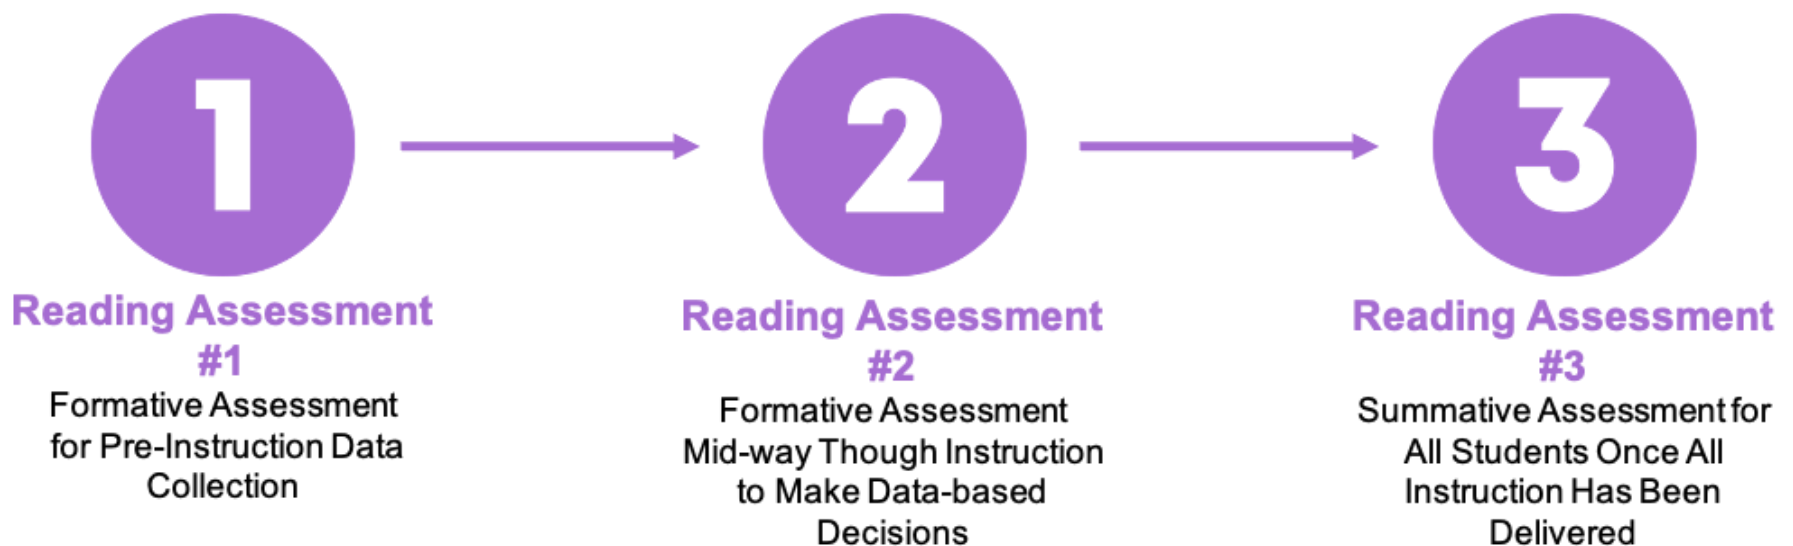 1
Reading Assessment
#1
Formative Assessment
for Pre-Instruction Data
Collection
2
Reading Assessment
#2
Formative Assessment
Mid-way Though Instruction
to Make Data-based
Decisions
3
Reading Assessment
#3
Summative Assessment for
All Students Once All
Instruction Has Been
Delivered